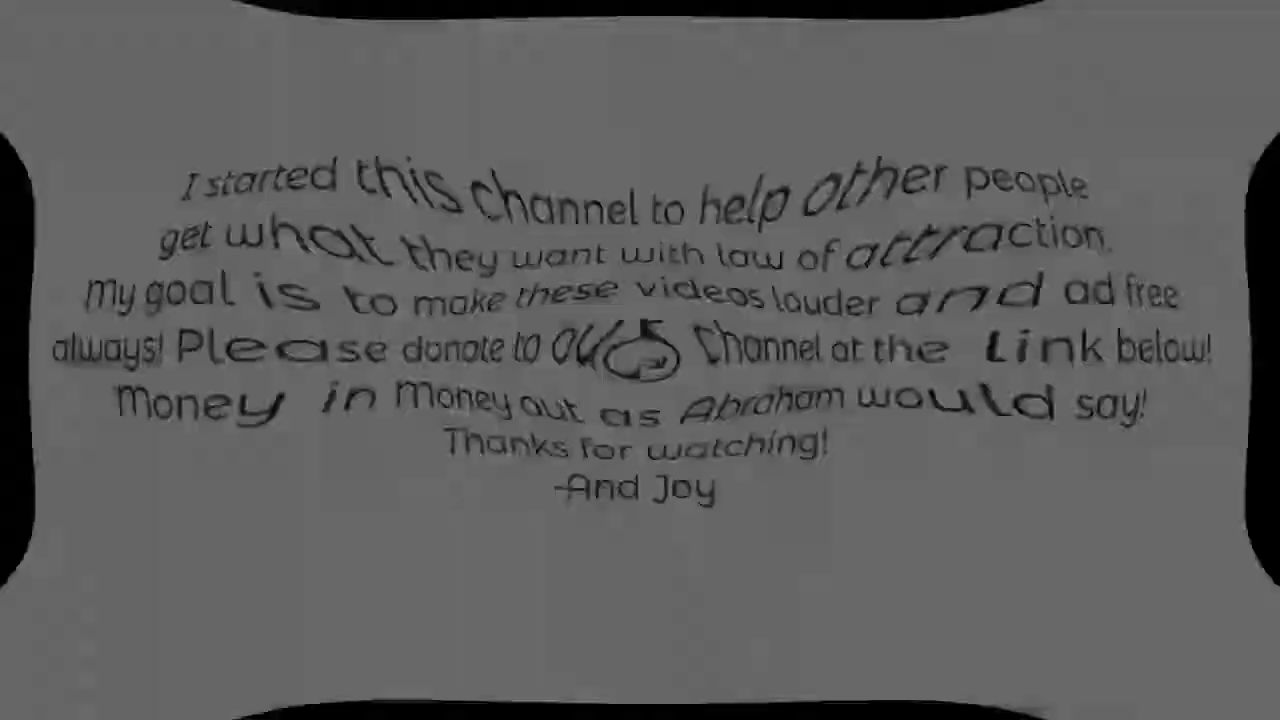 I started this channel to help other people
get what they want with law of attraction.
My goal is to make these videos louder and ad free
always! Please donate to our Channel at the Link below!
Money in Money out as Abraham would say!
Thanks for watching!
-And Joy